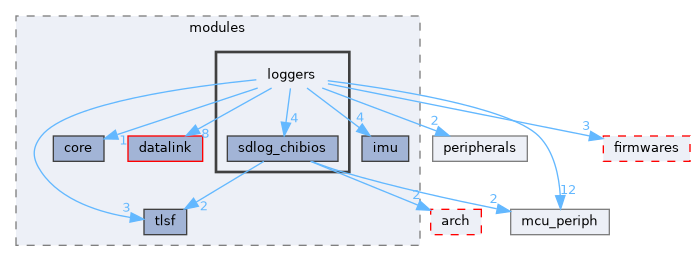 modules
loggers
4
4
2
3
1
8
core
datalink
sdlog_chibios
imu
peripherals
firmwares
3
2
2
2
12
tlsf
arch
mcu_periph